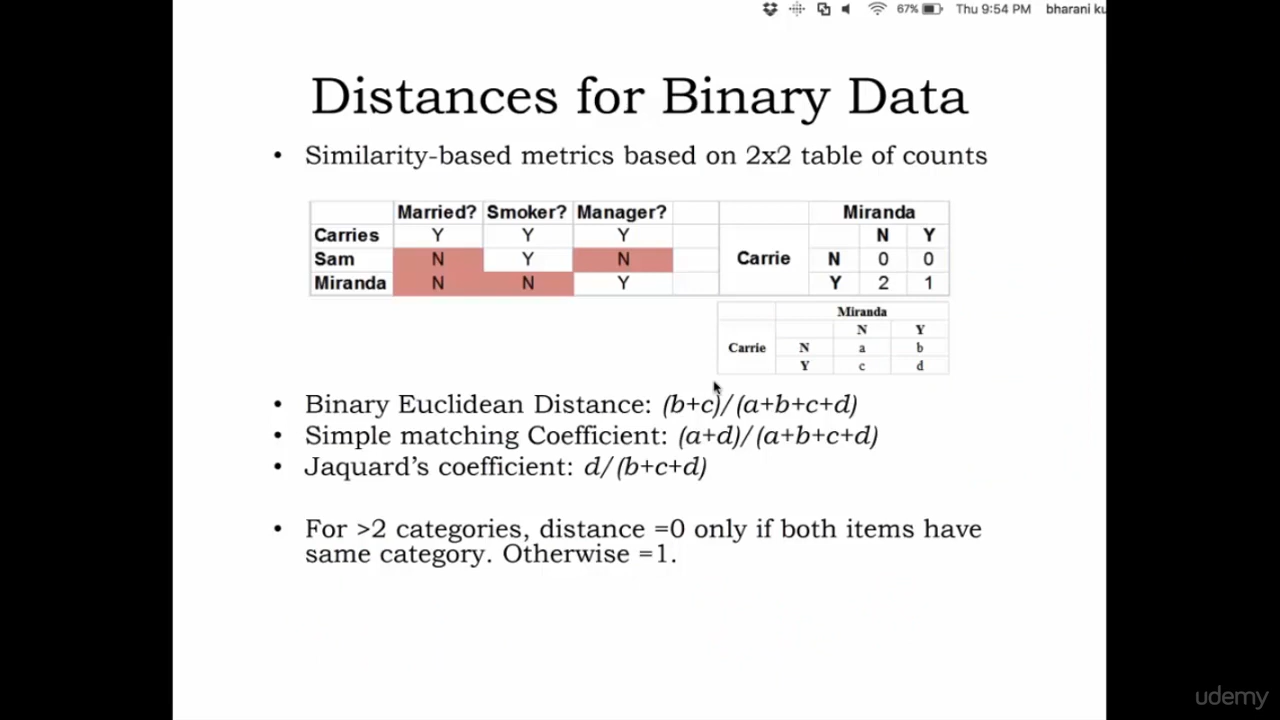 67% Thu 9:54 PM bharani ku
Distances for Binary Data
• Similarity-based metrics based on 2x2 table of counts
Married? Smoker? Manager?
Carries Y Y Y
Sam N Y N
Miranda N N Y
Miranda
N Y
Carrie N 0 0
Y 2 1
Miranda
N Y
Carrie N a b
Y c d
• Binary Euclidean Distance: (b+c)/(a+b+c+d)
• Simple matching Coefficient: (a+d)/(a+b+c+d)
• Jaquard’s coefficient: d/(b+c+d)
• For >2 categories, distance =0 only if both items have
same category. Otherwise =1.
udemy